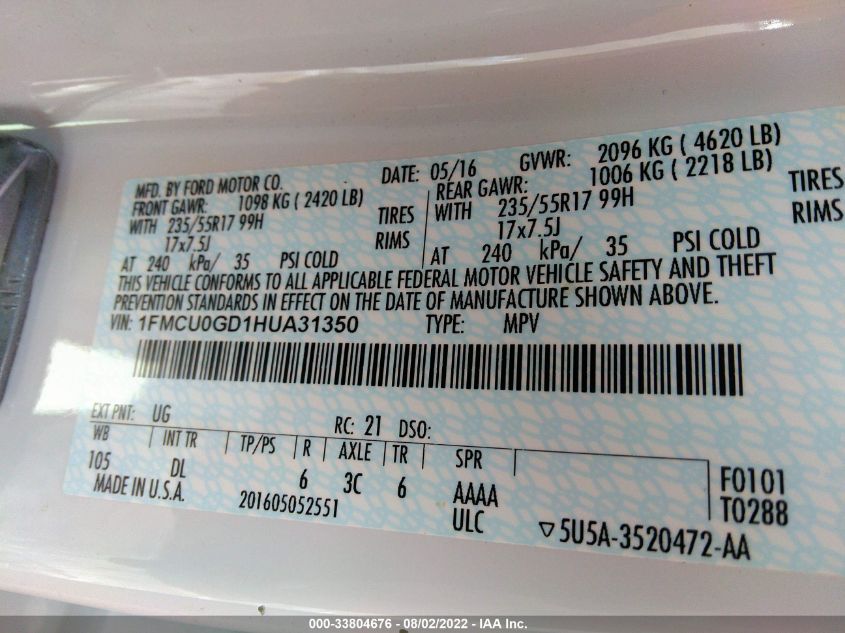 MFD. BY FORD MOTOR CO. DATE: 05/16 GVWR: 2096 KG ( 4620 LB)
FRONT GAWR: 1098 KG ( 2420 LB) REAR GAWR: 1006 KG ( 2218 LB)
WITH 235/55R17 99H TIRES WITH 235/55R17 99H TIRES
17x7.5J RIMS 17x7.5J RIMS
AT 240 kPa/ 35 PSI COLD AT 240 kPa/ 35 PSI COLD
THIS VEHICLE CONFORMS TO ALL APPLICABLE FEDERAL MOTOR VEHICLE SAFETY AND THEFT
PREVENTION STANDARDS IN EFFECT ON THE DATE OF MANUFACTURE SHOWN ABOVE.
VIN: 1FMCU0GD1HUA31350 TYPE: MPV
EXT PNT: UG RC: 21 DSO:
WB INT TR TP/PS R AXLE TR SPR
105 DL 6 3C 6 AAAA F0101
MADE IN U.S.A. 201605052551 ULC T0288
▽5U5A-3520472-AA
000-33804676 - 08/02/2022 - IAA Inc.